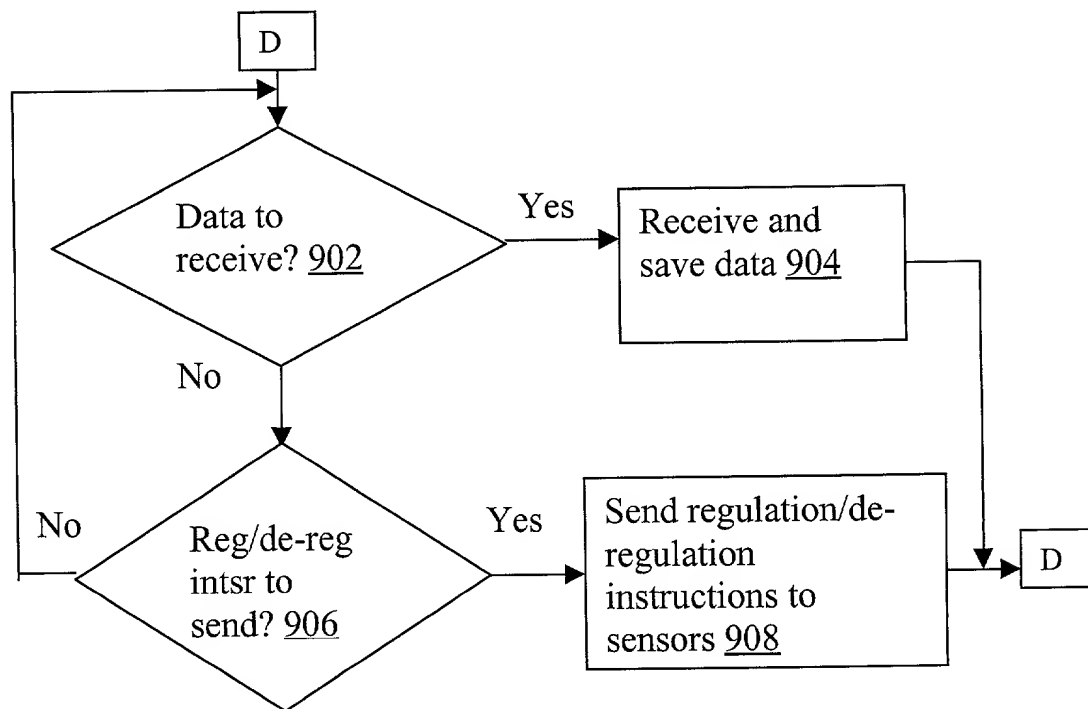 D
Data to
receive? 902
Yes
Receive and
save data 904
No
No
Reg/de-reg
intsr to
send? 906
Yes
Send regulation/de-
regulation
instructions to
sensors 908
D